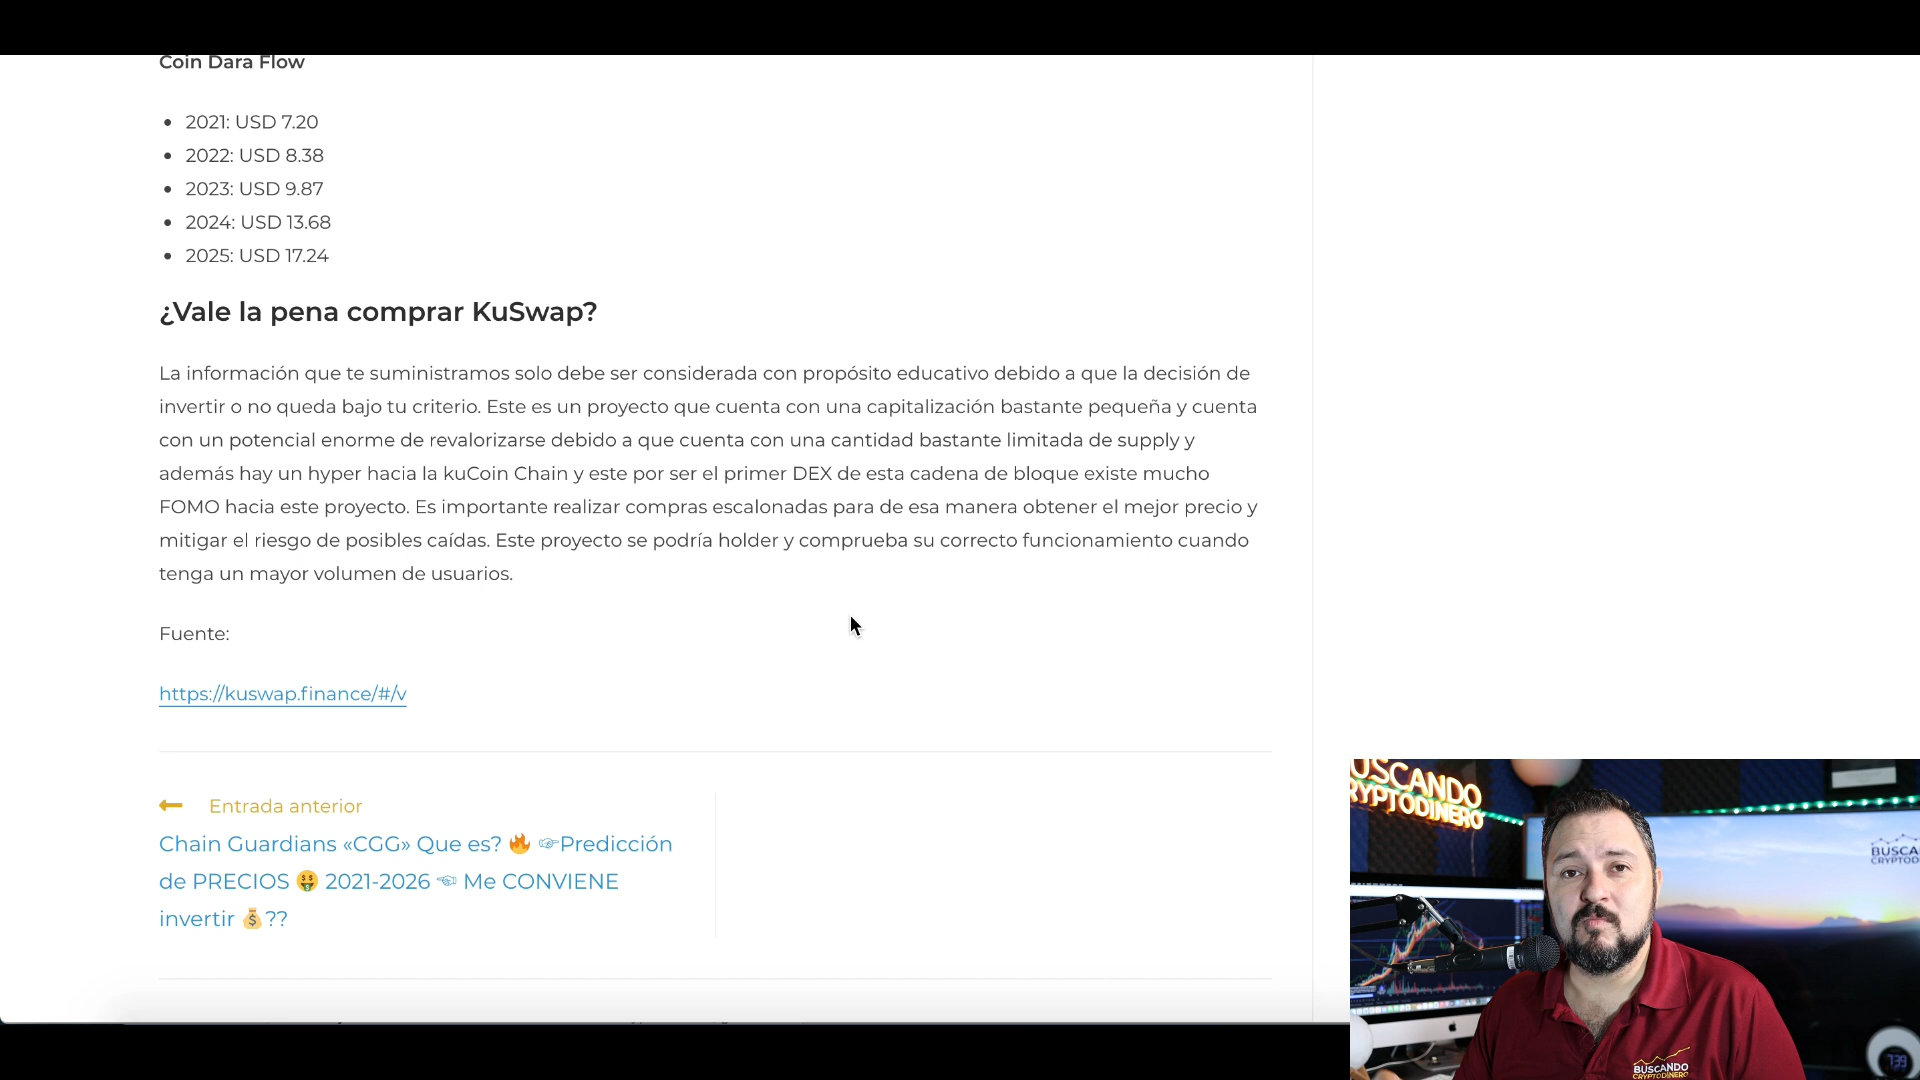 Coin Dara Flow
2021: USD 7.20
2022: USD 8.38
2023: USD 9.87
2024: USD 13.68
2025: USD 17.24
¿Vale la pena comprar KuSwap?
La información que te suministramos solo debe ser considerada con propósito educativo debido a que la decisión de
invertir o no queda bajo tu criterio. Este es un proyecto que cuenta con una capitalización bastante pequeña y cuenta
con un potencial enorme de revalorizarse debido a que cuenta con una cantidad bastante limitada de supply y
además hay un hyper hacia la kuCoin Chain y este por ser el primer DEX de esta cadena de bloque existe mucho
FOMO hacia este proyecto. Es importante realizar compras escalonadas para de esa manera obtener el mejor precio y
mitigar el riesgo de posibles caídas. Este proyecto se podría holder y comprueba su correcto funcionamiento cuando
tenga un mayor volumen de usuarios.
Fuente:
https://kuswap.finance/#/v
Entrada anterior
Chain Guardians «CGG» Que es? 🔥 👉Predicción
de PRECIOS 🤑 2021-2026 👈 Me CONVIENE
invertir 💰??
USCANDO
RYPTODINERO
BUSCA
CRYPTOD
BUSCANDO
CRYPTODINERO
739